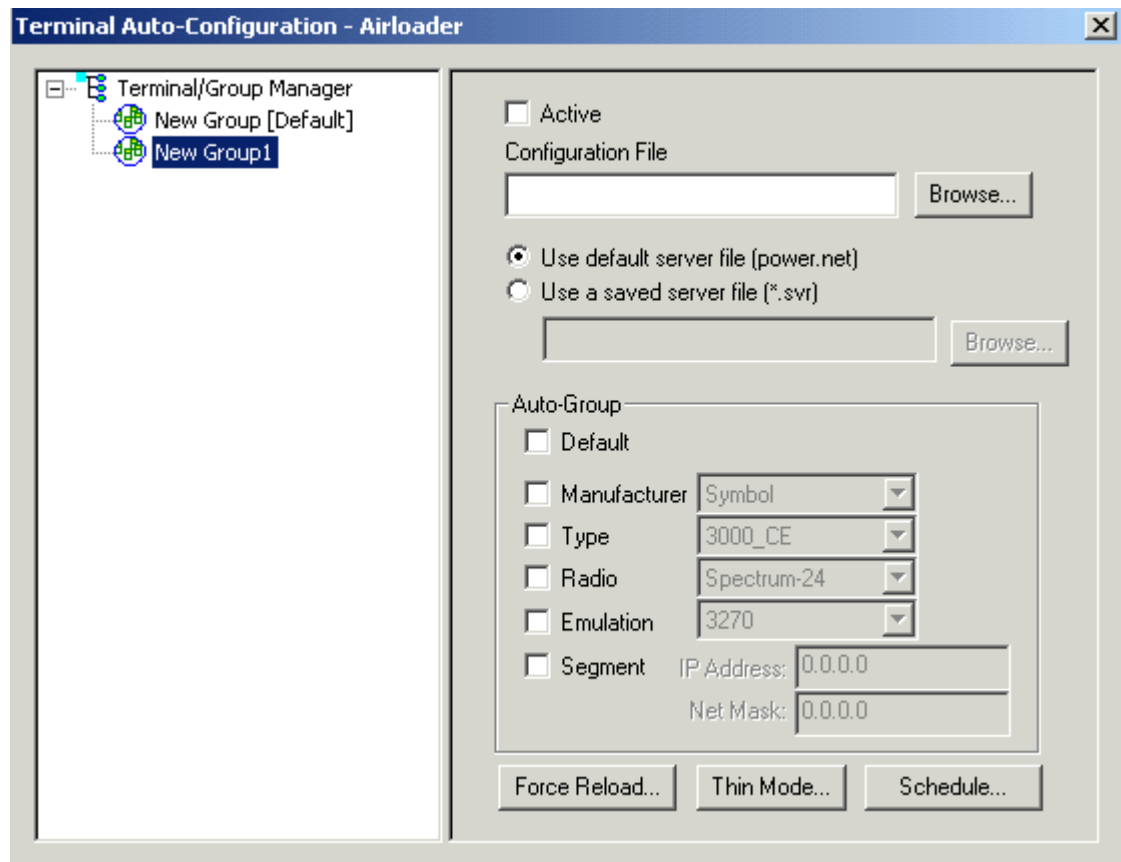 Terminal Auto-Configuration - Airloader
Terminal/Group Manager
New Group [Default]
New Group1
Active
Configuration File
Browse...
Use default server file (power.net)
Use a saved server file (*.svr)
Browse...
Auto-Group
Default
Manufacturer Symbol
Type 3000_CE
Radio Spectrum-24
Emulation 3270
Segment IP Address: 0.0.0.0
Net Mask: 0.0.0.0
Force Reload... Thin Mode... Schedule...